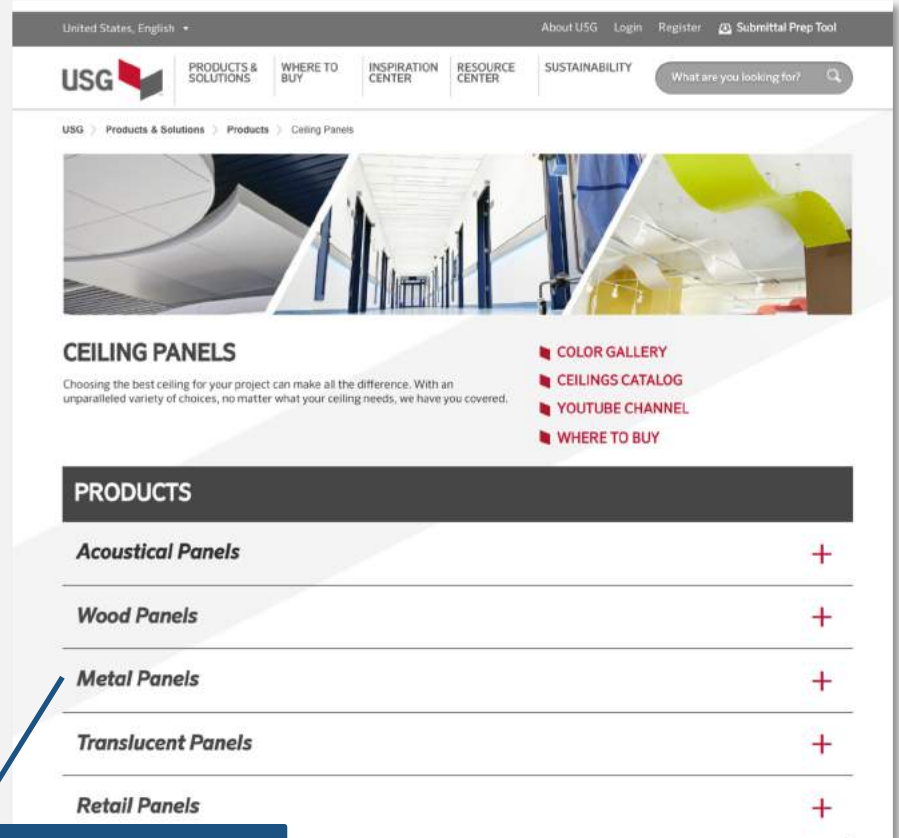 United States, English
About USG Login Register Submittal Prep Tool
USG
PRODUCTS & SOLUTIONS
WHERE TO BUY
INSPIRATION CENTER
RESOURCE CENTER
SUSTAINABILITY
What are you looking for?
USG > Products & Solutions > Products > Ceiling Panels
CEILING PANELS
Choosing the best ceiling for your project can make all the difference. With an
unparalleled variety of choices, no matter what your ceiling needs, we have you covered.
COLOR GALLERY
CEILINGS CATALOG
YOUTUBE CHANNEL
WHERE TO BUY
PRODUCTS
Acoustical Panels +
Wood Panels +
Metal Panels +
Translucent Panels +
Retail Panels +